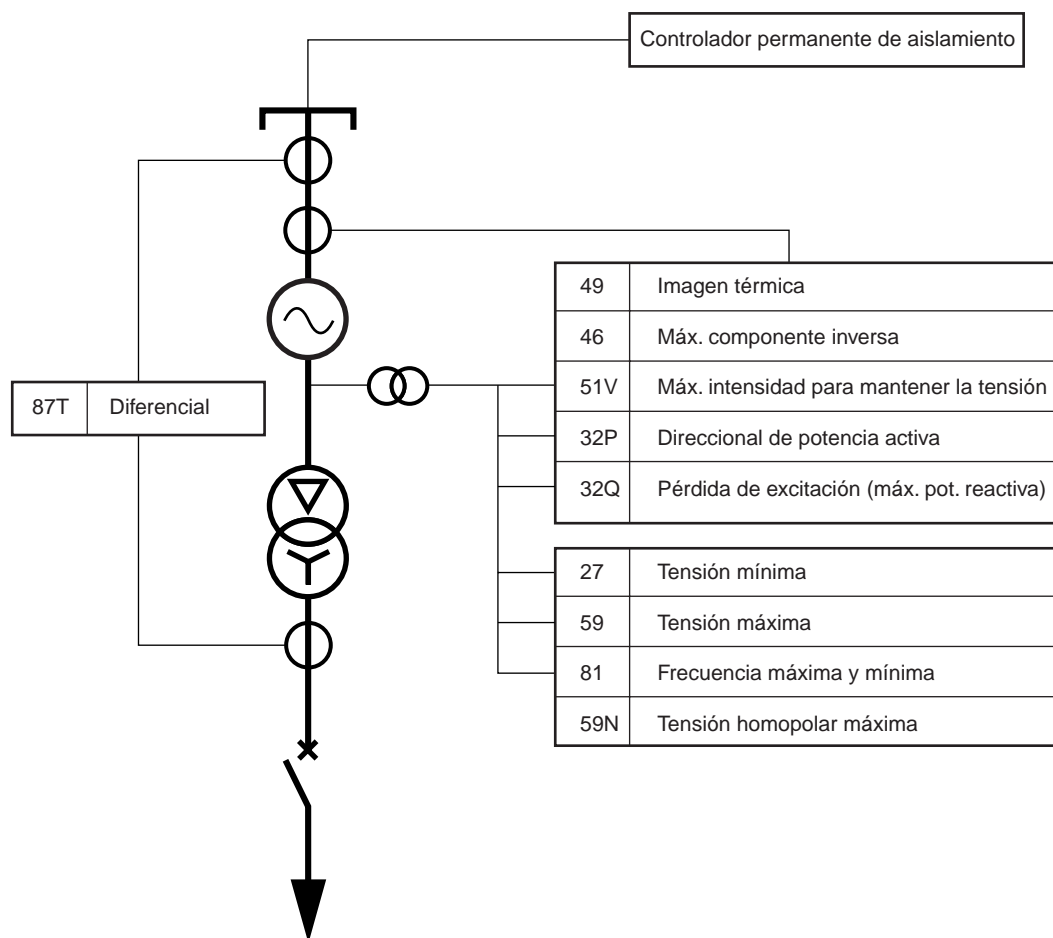 Controlador permanente de aislamiento
49 Imagen térmica
46 Máx. componente inversa
51V Máx. intensidad para mantener la tensión
87T Diferencial
32P Direccional de potencia activa
32Q Pérdida de excitación (máx. pot. reactiva)
27 Tensión mínima
59 Tensión máxima
81 Frecuencia máxima y mínima
59N Tensión homopolar máxima